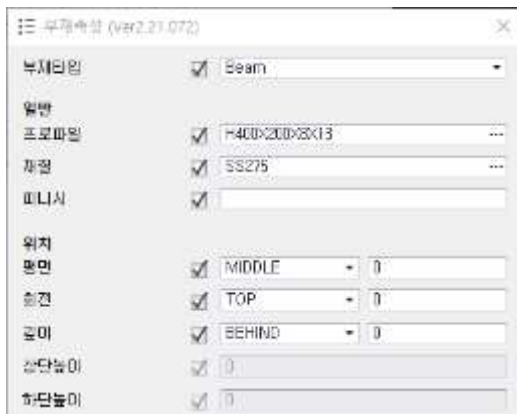 부재속성 (Ver2.21.072)
부재타입 Beam
일반
프로파일 H400X200X8X13
재질 SS275
피니시
위치
평면 MIDDLE 0
회전 TOP 0
깊이 BEHIND 0
상단높이 0
하단높이 0